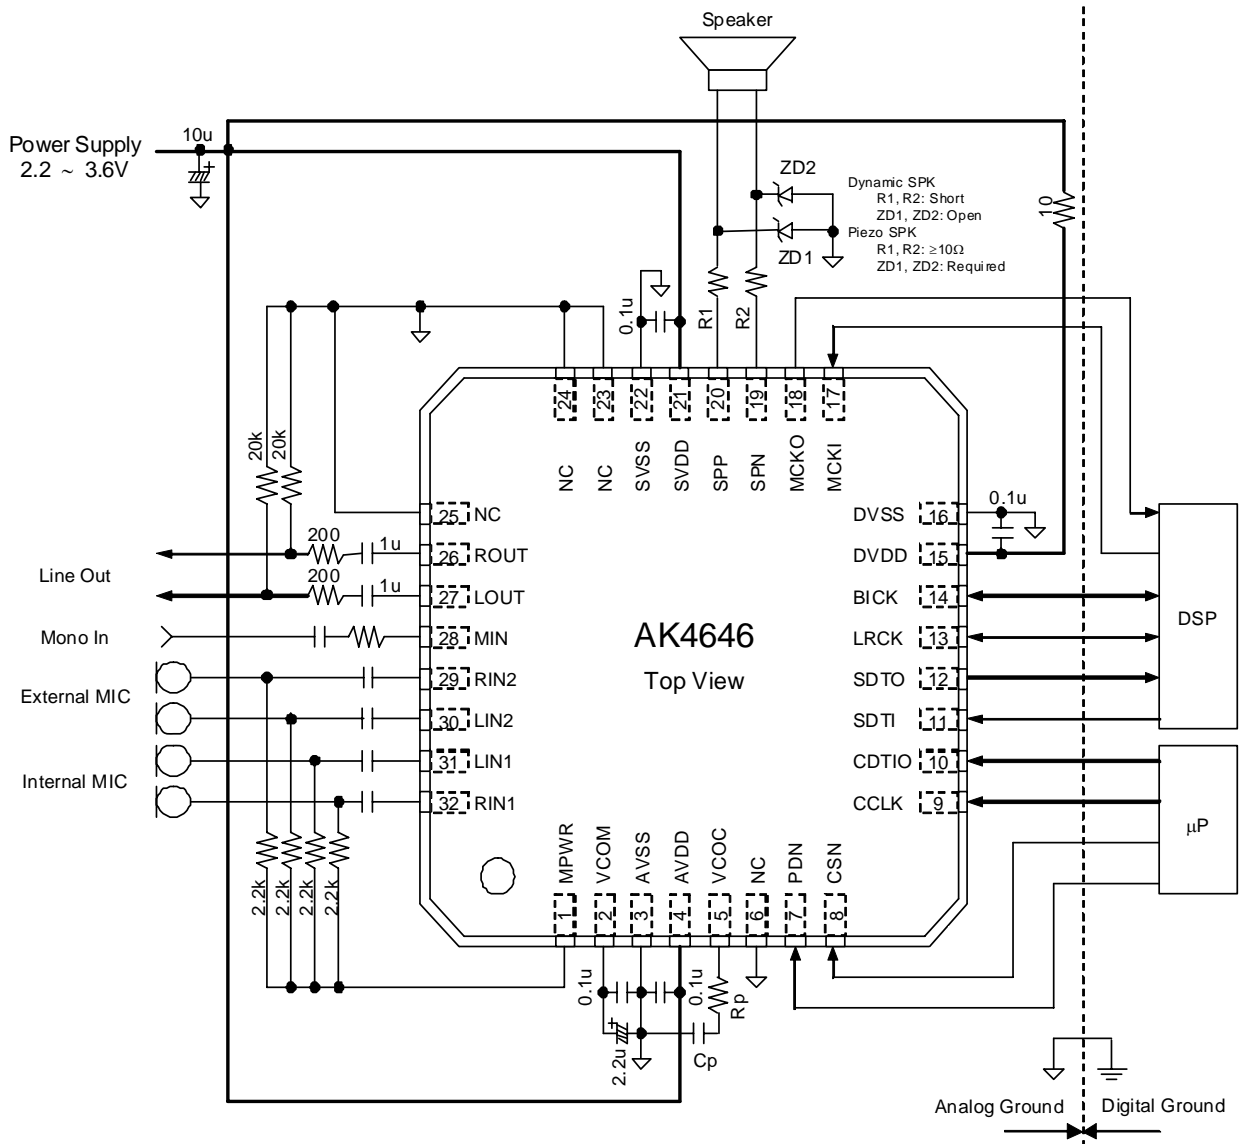 Speaker
10u
Power Supply
2.2 ~ 3.6V
ZD2
Dynamic SPK
R1, R2: Short
ZD1, ZD2: Open
Piezo SPK
R1, R2: ≥10Ω
ZD1, ZD2: Required
ZD1
10
0.1u
R1
R2
20k
20k
24
23
22
21
20
19
18
17
NC
NC
SVSS
SVDD
SPP
SPN
MCKO
MCKI
0.1u
25 NC
DVSS 16
200
1u
26 ROUT
DVDD 15
Line Out
200
1u
27 LOUT
BICK 14
DSP
Mono In
28 MIN
AK4646
LRCK 13
External MIC
29 RIN2
Top View
SDTO 12
30 LIN2
SDTI 11
Internal MIC
31 LIN1
CDTIO 10
32 RIN1
CCLK 9
μP
MPWR
VCOM
AVSS
AVDD
VCOC
NC
PDN
CSN
2.2k
2.2k
2.2k
2.2k
1
2
3
4
5
6
7
8
0.1u
0.1u
Rp
2.2u
Cp
Analog Ground
Digital Ground